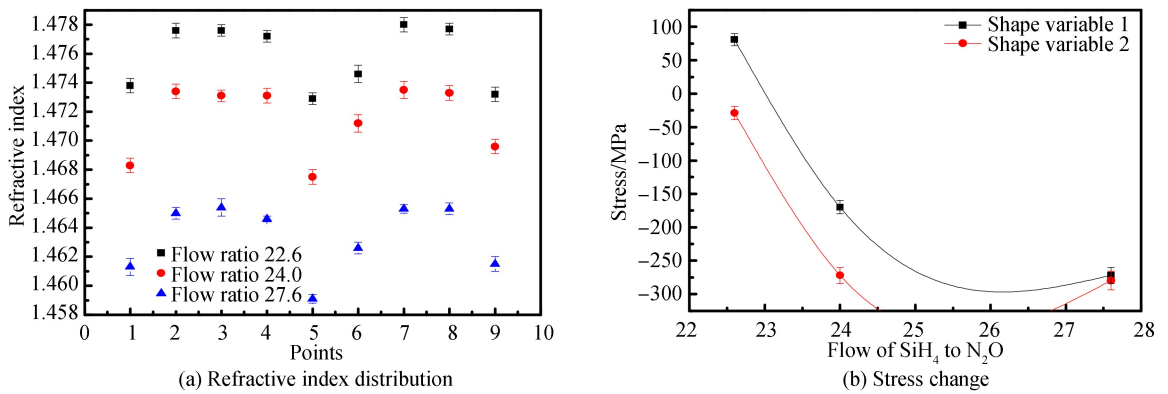 1.478
1.476
1.474
1.472
1.470
1.468
1.466
1.464
1.462
1.460
1.458
Refractive index
Flow ratio 22.6
Flow ratio 24.0
Flow ratio 27.6
0 1 2 3 4 5 6 7 8 9 10
Points
(a) Refractive index distribution
100
50
0
−50
−100
−150
−200
−250
−300
Stress/MPa
Shape variable 1
Shape variable 2
22 23 24 25 26 27 28
Flow of SiH₄ to N₂O
(b) Stress change